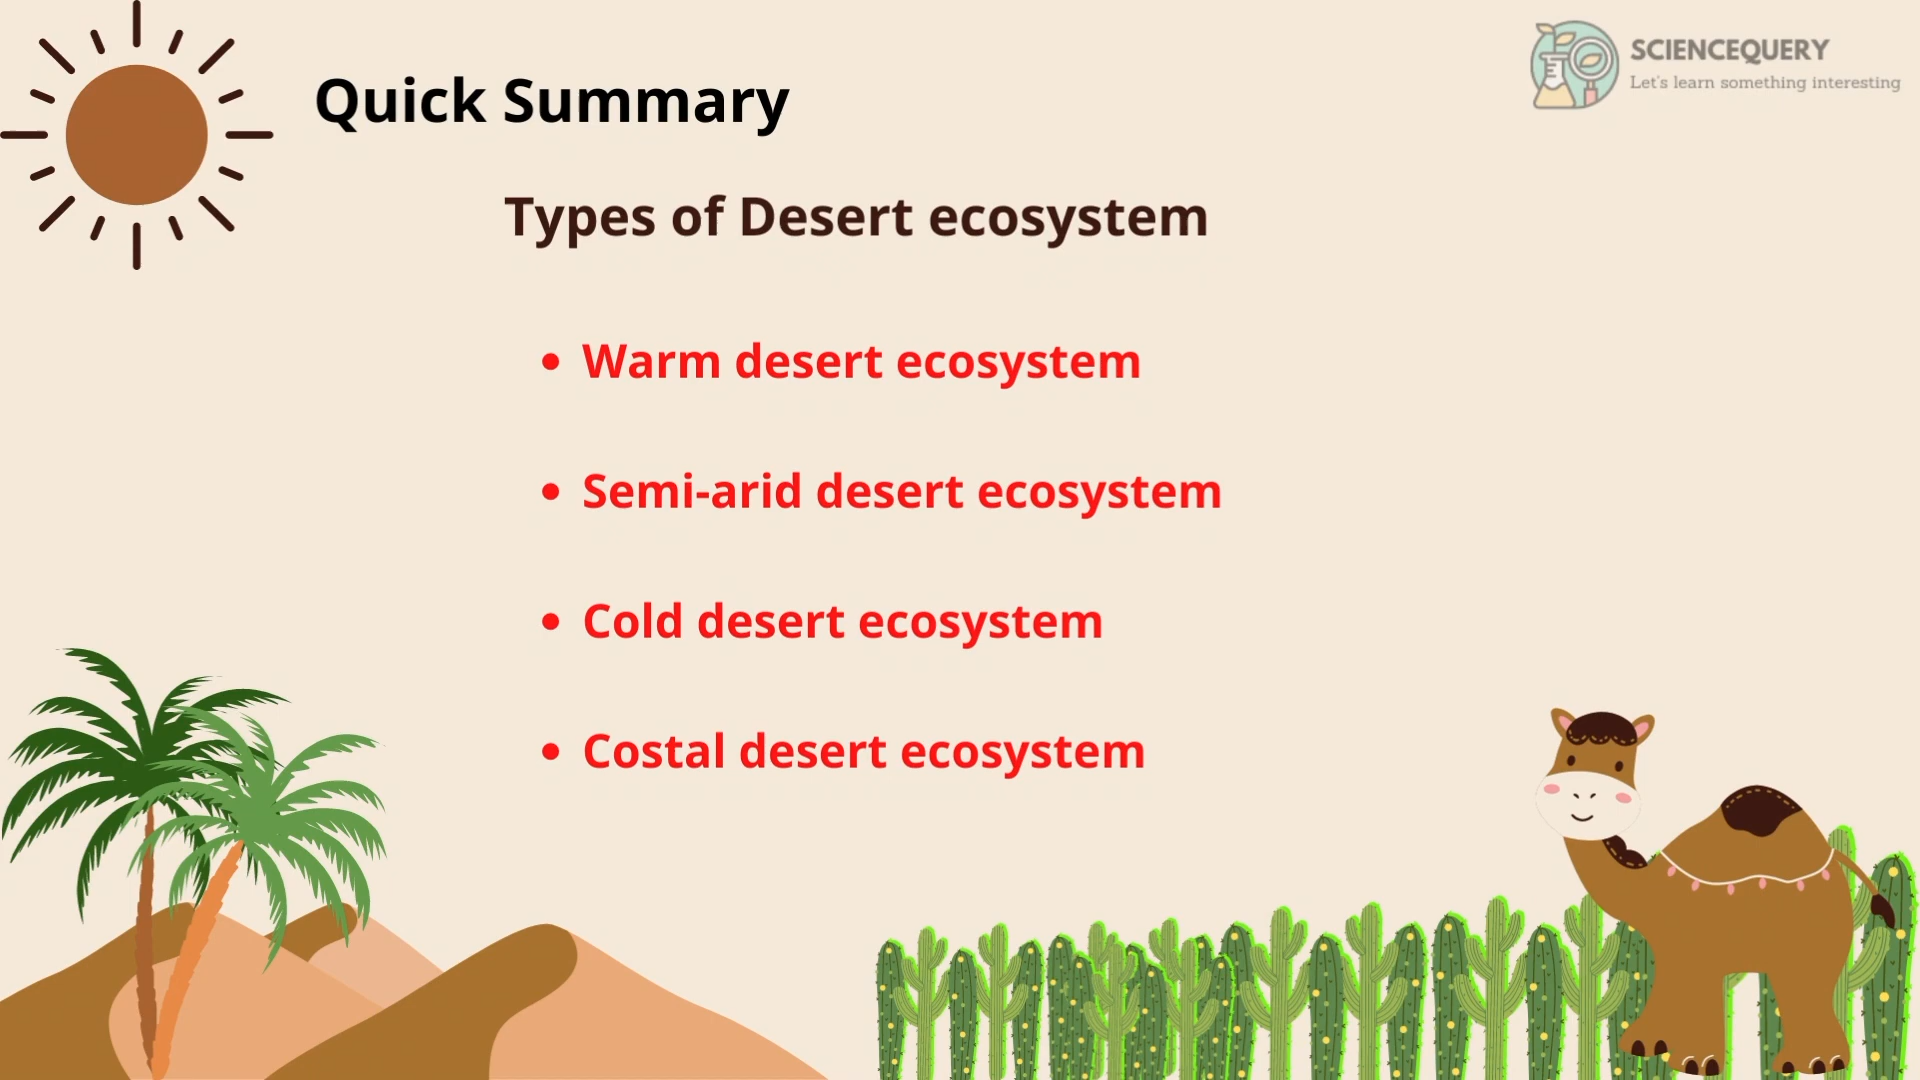 SCIENCEQUERY
Let's learn something interesting
Quick Summary
Types of Desert ecosystem
• Warm desert ecosystem
• Semi-arid desert ecosystem
• Cold desert ecosystem
• Costal desert ecosystem